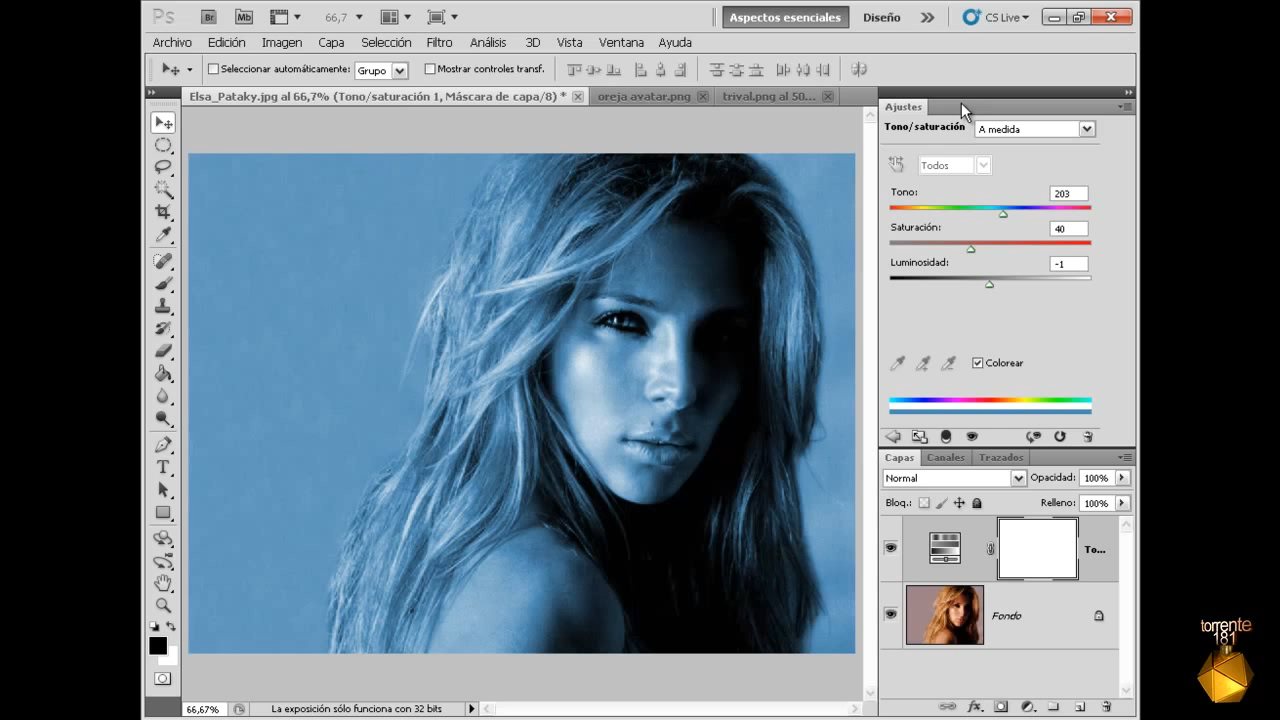 Ps Br Mb 66,7 Aspectos esenciales Diseño CS Live
Archivo Edición Imagen Capa Selección Filtro Análisis 3D Vista Ventana Ayuda
Seleccionar automáticamente: Grupo Mostrar controles transf.
Elsa_Pataky.jpg al 66,7% (Tono/saturación 1, Máscara de capa/8) * oreja avatar.png trival.png al 50...
Ajustes
Tono/saturación A medida
Todos
Tono: 203
Saturación: 40
Luminosidad: -1
Colorear
Capas Canales Trazados
Normal Opacidad: 100%
Bloq.: Relleno: 100%
To...
Fondo
66,67% La exposición sólo funciona con 32 bits
torrente
181